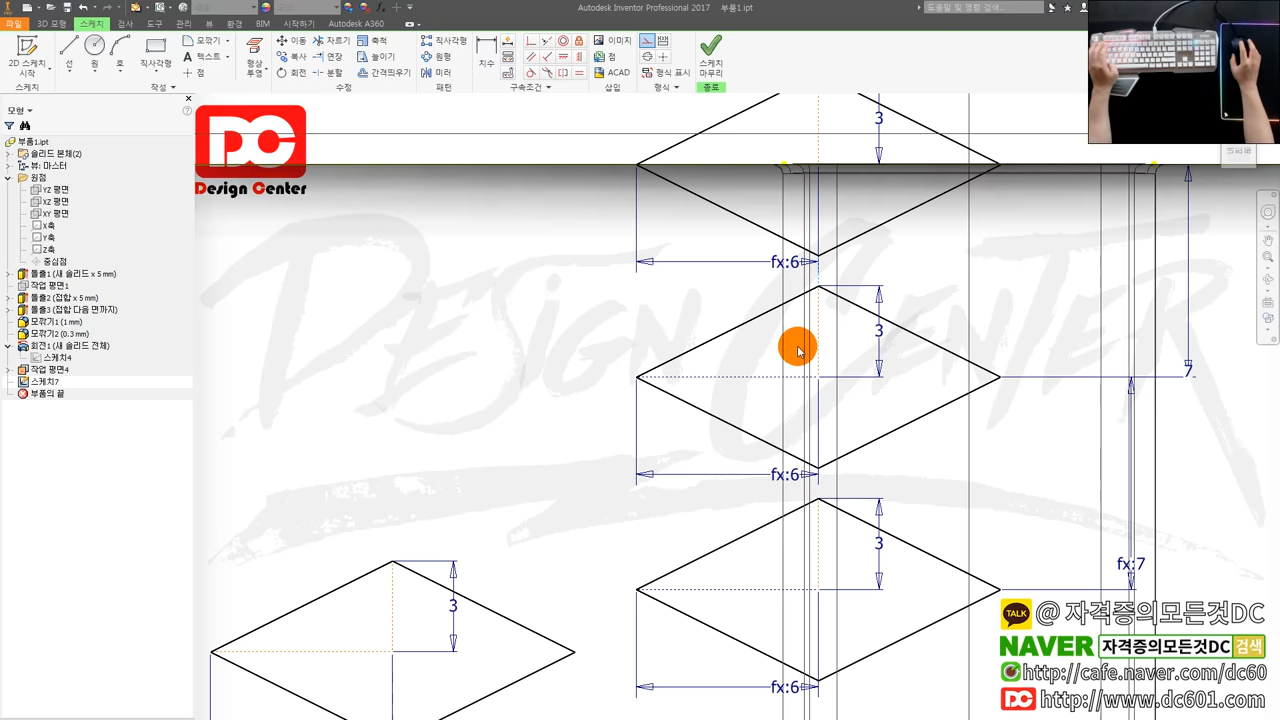 Autodesk Inventor Professional 2017 부품1.ipt
도움말 및 명령 검색...
파일 3D 모형 스케치 검사 도구 관리 뷰 환경 BIM 시작하기 Autodesk A360
2D 스케치 시작
선 원 호 직사각형
모깎기
텍스트
점
형상 투영
이동 자르기 축척
복사 연장 늘이기
회전 분할 간격띄우기
직사각형
원형
미러
치수
이미지
점
ACAD
형식 표시
스케치 마무리
스케치 작성 수정 패턴 구속조건 삽입 형식 종료
모형
부품1.ipt
솔리드 본체(2)
뷰: 마스터
원점
YZ 평면
XZ 평면
XY 평면
X축
Y축
Z축
중심점
돌출1 (새 솔리드 x 5 mm)
작업 평면1
돌출2 (접합 x 5 mm)
돌출3 (접합 다음 면까지)
모깎기1 (1 mm)
모깎기2 (0.3 mm)
회전1 (새 솔리드 전체)
스케치4
작업 평면4
스케치7
부품의 끝
DC
Design Center
DESIGN CENTER
3
fx:6
3
7
fx:6
3
fx:7
fx:6
3
TALK @ 자격증의모든것DC
NAVER 자격증의모든것DC 검색
http://cafe.naver.com/dc60
DC http://www.dc601.com/